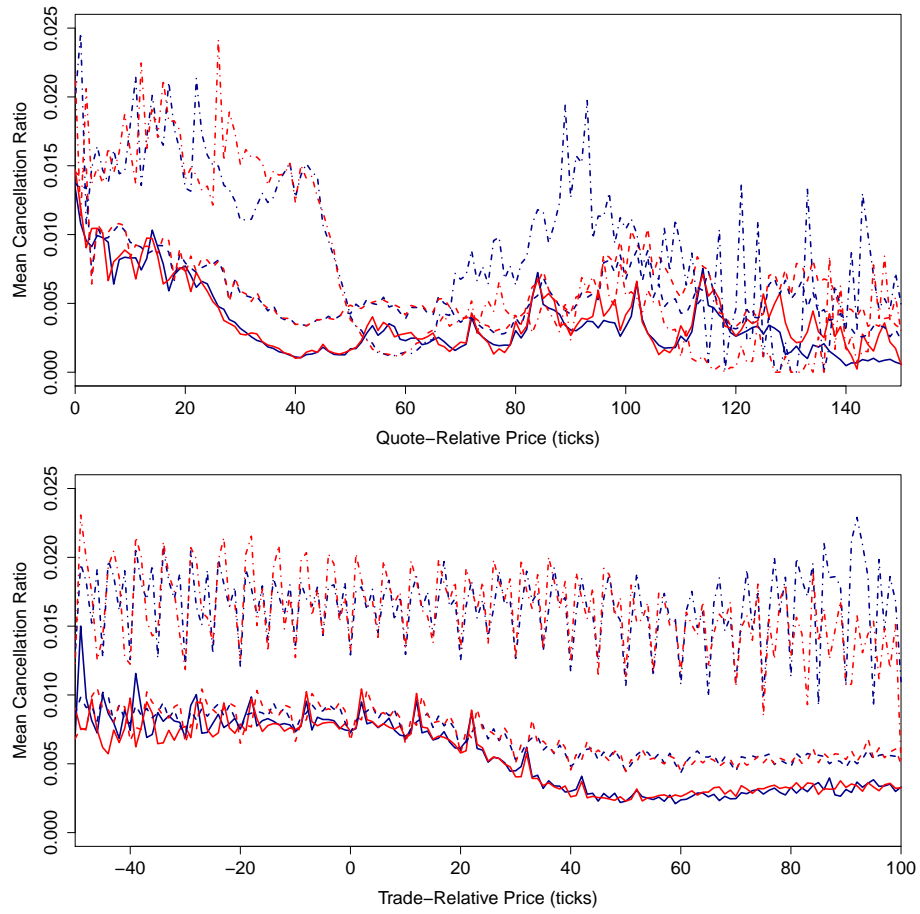 0.025
0.020
0.015
0.010
0.005
0.000
Mean Cancellation Ratio
0 20 40 60 80 100 120 140
Quote−Relative Price (ticks)
0.025
0.020
0.015
0.010
0.005
0.000
Mean Cancellation Ratio
−40 −20 0 20 40 60 80 100
Trade−Relative Price (ticks)